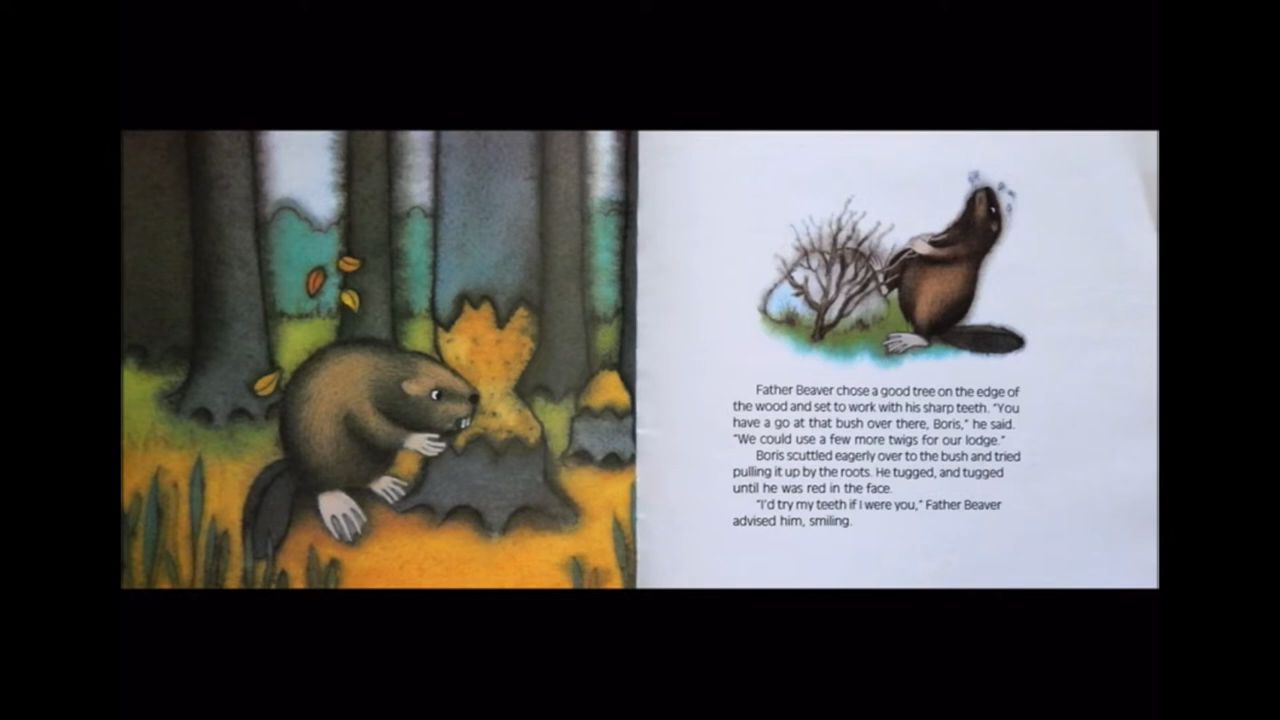 Father Beaver chose a good tree on the edge of
the wood and set to work with his sharp teeth. "You
have a go at that bush over there, Boris," he said.
"We could use a few more twigs for our lodge."
Boris scuttled eagerly over to the bush and tried
pulling it up by the roots. He tugged, and tugged
until he was red in the face.
"I'd try my teeth if I were you," Father Beaver
advised him, smiling.